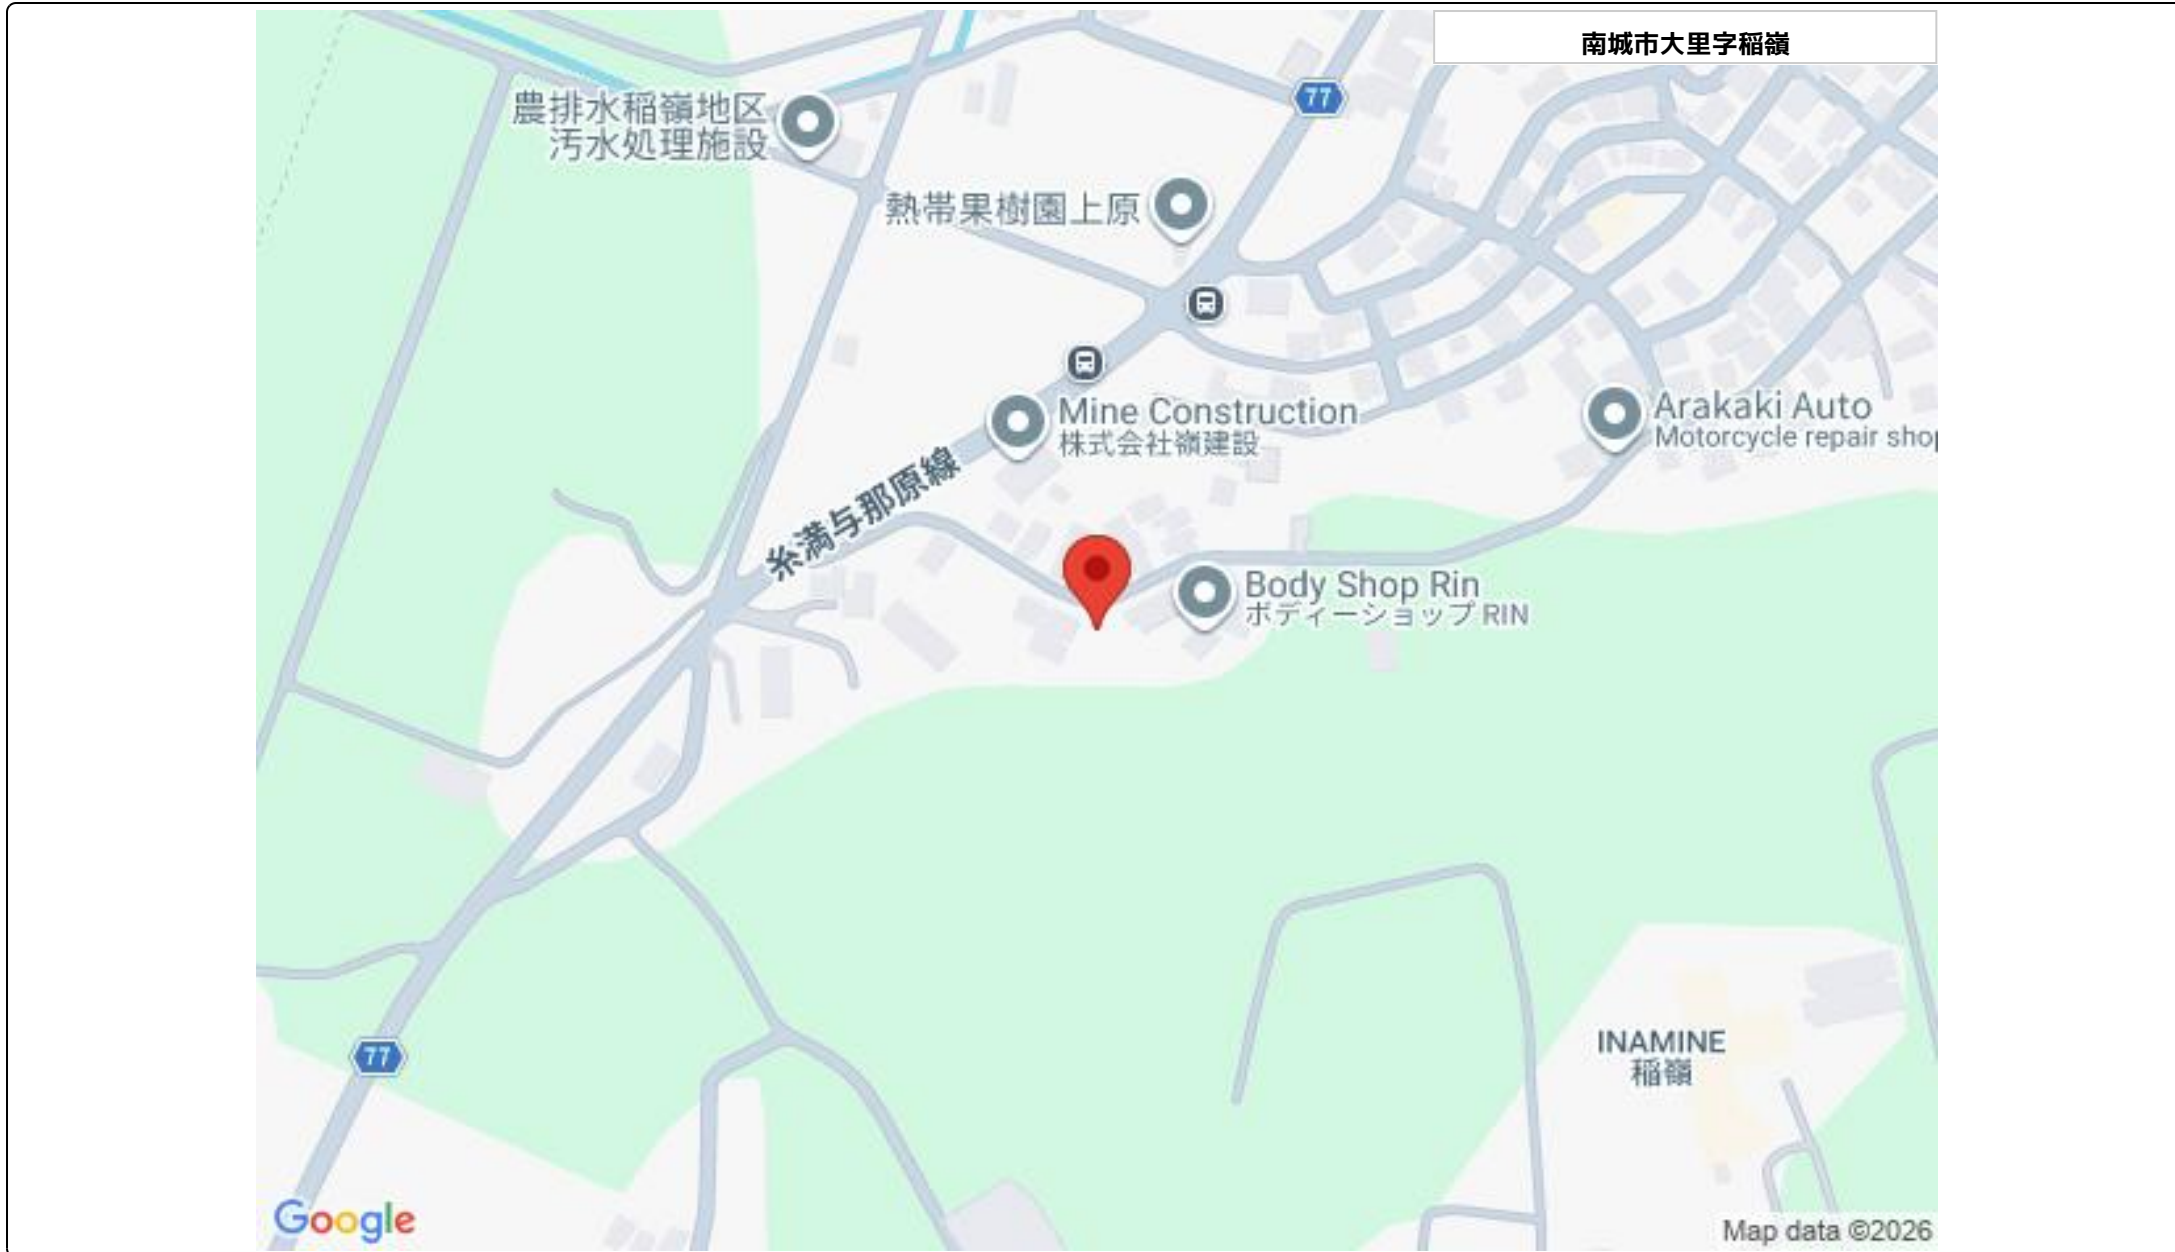 南城市大里字稲嶺
77
農排水稲嶺地区
汚水処理施設
熱帯果樹園上原
Mine Construction
株式会社嶺建設
Arakaki Auto
Motorcycle repair shop
糸満与那原線
Body Shop Rin
ボディーショップ RIN
INAMINE
稲嶺
77
Google
Map data ©2026